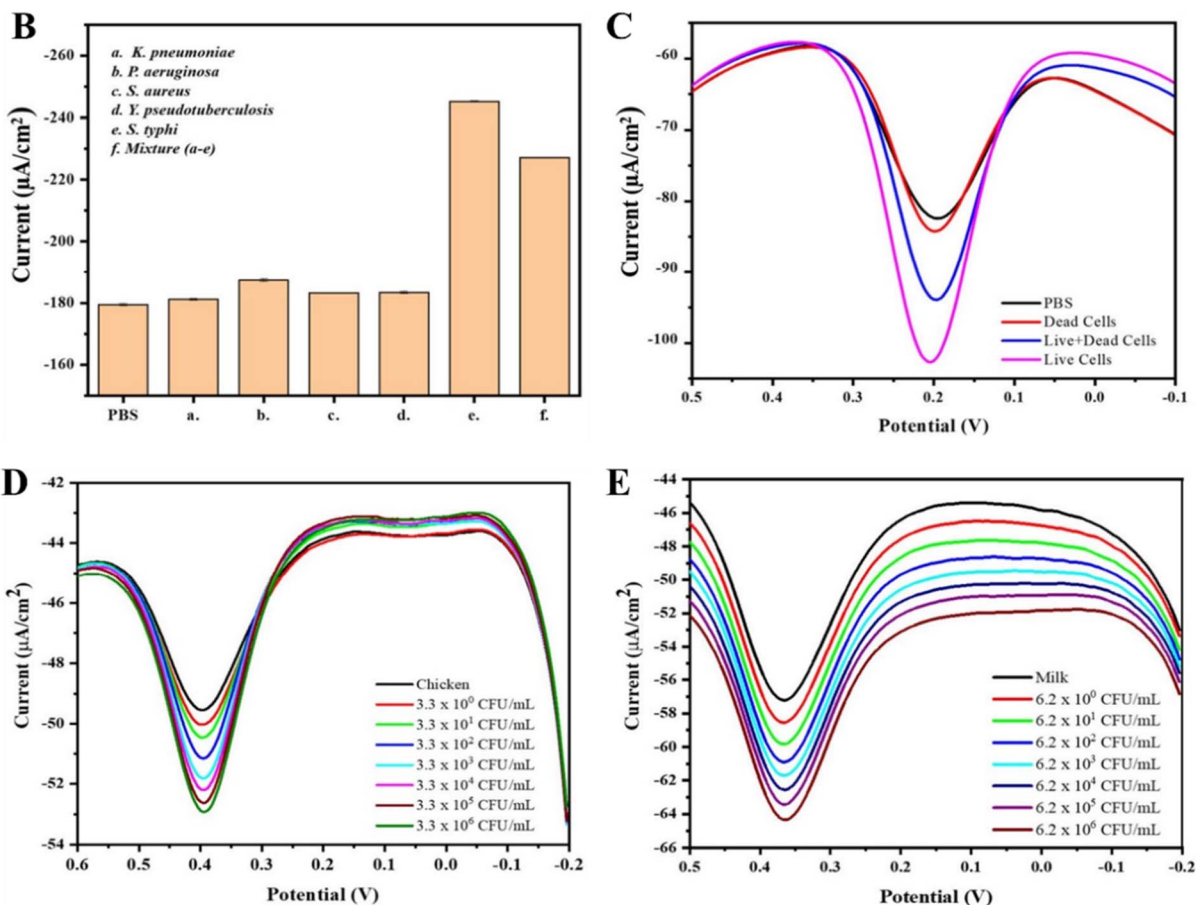 B
-260
-240
-220
-200
-180
-160
Current (µA/cm²)
a. K. pneumoniae
b. P. aeruginosa
c. S. aureus
d. Y. pseudotuberculosis
e. S. typhi
f. Mixture (a-e)
PBS a. b. c. d. e. f.
C
-60
-70
-80
-90
-100
Current (µA/cm²)
PBS
Dead Cells
Live+Dead Cells
Live Cells
0.5 0.4 0.3 0.2 0.1 0.0 -0.1
Potential (V)
D
-42
-44
-46
-48
-50
-52
-54
Current (µA/cm²)
Chicken
3.3 x 10⁰ CFU/mL
3.3 x 10¹ CFU/mL
3.3 x 10² CFU/mL
3.3 x 10³ CFU/mL
3.3 x 10⁴ CFU/mL
3.3 x 10⁵ CFU/mL
3.3 x 10⁶ CFU/mL
0.6 0.5 0.4 0.3 0.2 0.1 0.0 -0.1 -0.2
Potential (V)
E
-44
-46
-48
-50
-52
-54
-56
-58
-60
-62
-64
-66
Current (µA/cm²)
Milk
6.2 x 10⁰ CFU/mL
6.2 x 10¹ CFU/mL
6.2 x 10² CFU/mL
6.2 x 10³ CFU/mL
6.2 x 10⁴ CFU/mL
6.2 x 10⁵ CFU/mL
6.2 x 10⁶ CFU/mL
0.5 0.4 0.3 0.2 0.1 0.0 -0.1 -0.2
Potential (V)